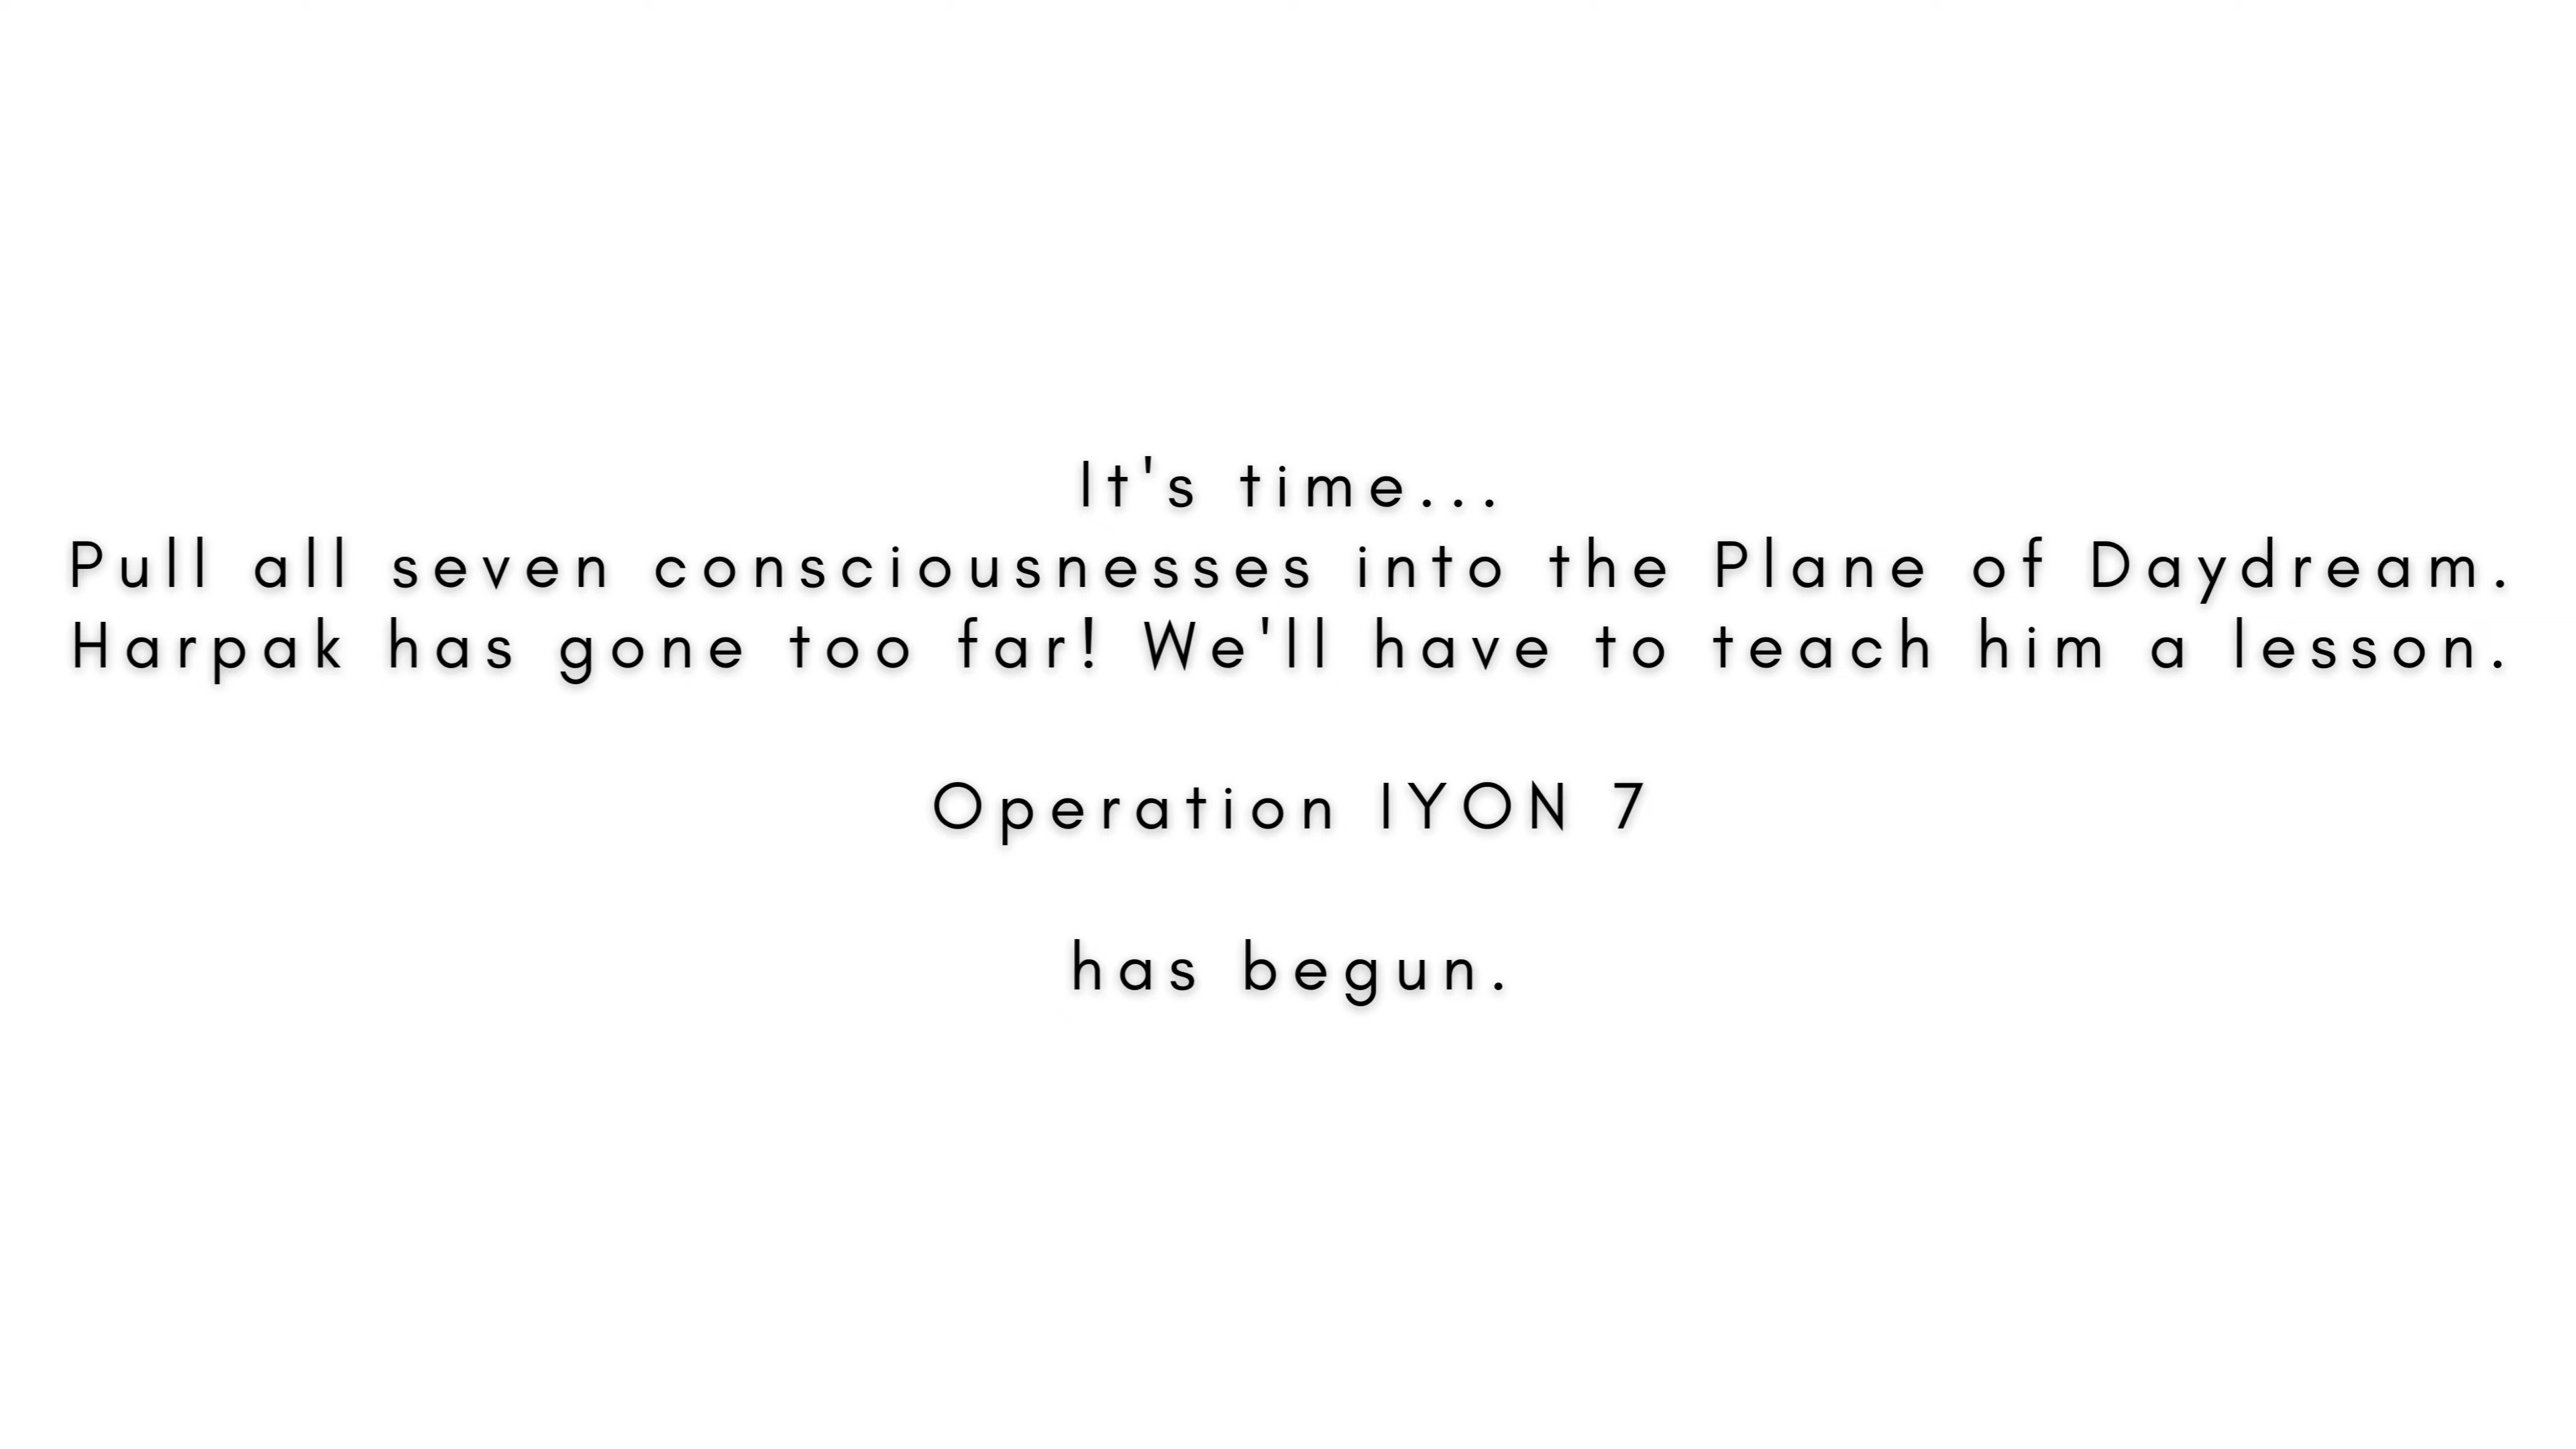 It's time...
Pull all seven consciousnesses into the Plane of Daydream.
Harpak has gone too far! We'll have to teach him a lesson.
Operation IYON 7
has begun.